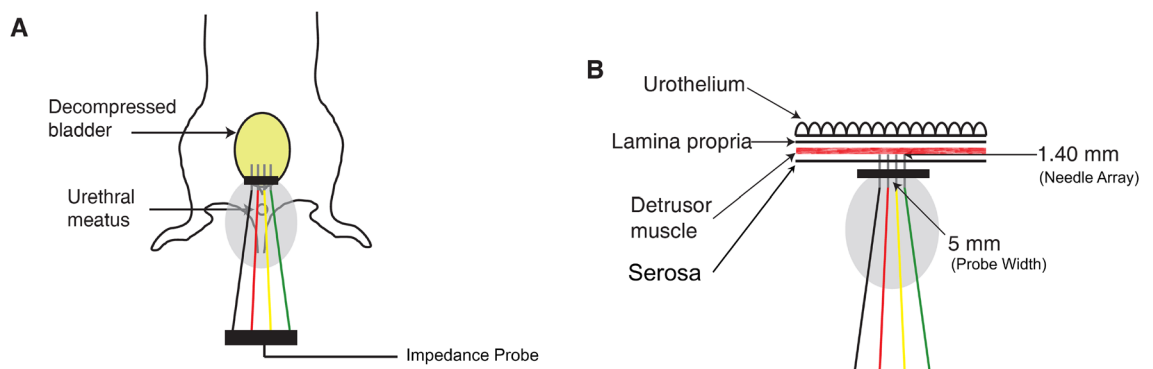 A
Decompressed
bladder
Urethral
meatus
Impedance Probe
B
Urothelium
Lamina propria
1.40 mm
(Needle Array)
Detrusor
muscle
5 mm
(Probe Width)
Serosa